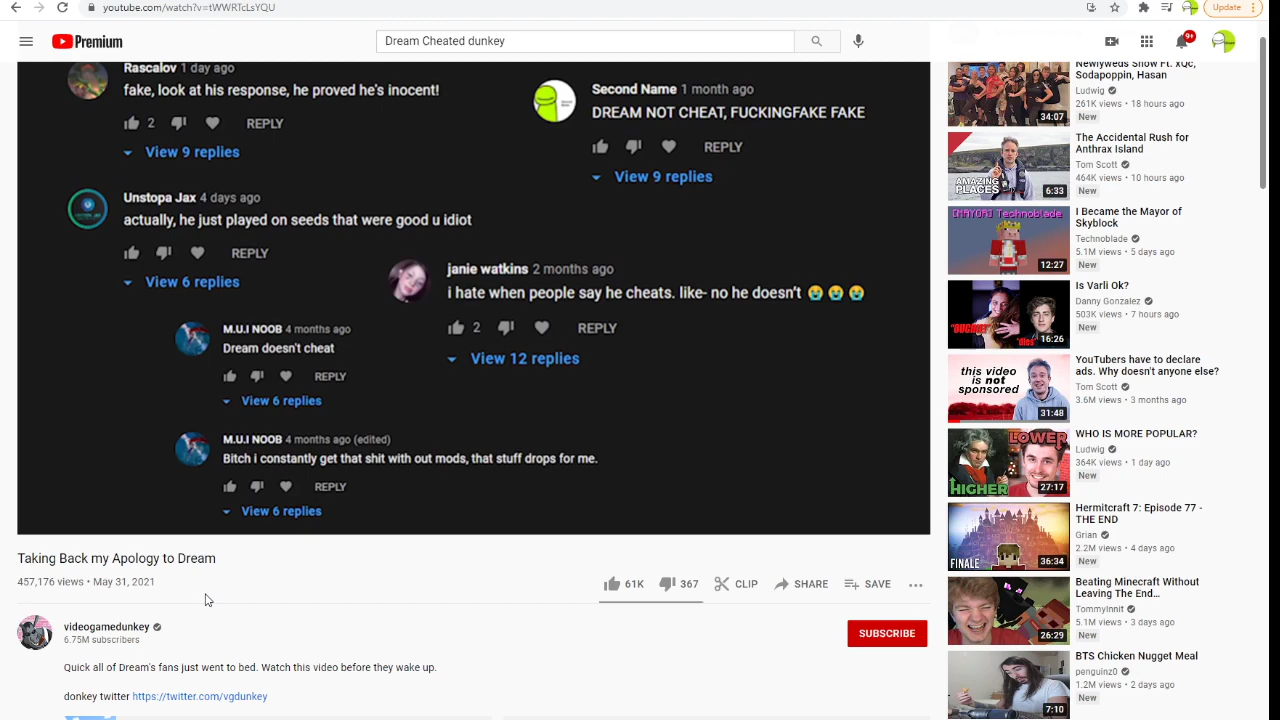 youtube.com/watch?v=tWWRTcLsYQU
Update
Premium
Dream Cheated dunkey
9+
Rascalov 1 day ago
fake, look at his response, he proved he's inocent!
2 REPLY
View 9 replies
Second Name 1 month ago
DREAM NOT CHEAT, FUCKINGFAKE FAKE
REPLY
View 9 replies
Unstopa Jax 4 days ago
actually, he just played on seeds that were good u idiot
REPLY
View 6 replies
janie watkins 2 months ago
i hate when people say he cheats. like- no he doesn't 😭😭😭
2 REPLY
View 12 replies
M.U.I NOOB 4 months ago
Dream doesn't cheat
REPLY
View 6 replies
M.U.I NOOB 4 months ago (edited)
Bitch i constantly get that shit with out mods, that stuff drops for me.
REPLY
View 6 replies
Taking Back my Apology to Dream
457,176 views • May 31, 2021
61K 367 CLIP SHARE SAVE
videogamedunkey
6.75M subscribers
SUBSCRIBE
Quick all of Dream's fans just went to bed. Watch this video before they wake up.
donkey twitter https://twitter.com/vgdunkey
34:07
Newlyweds Show Ft. xQc,
Sodapoppin, Hasan
Ludwig
261K views • 18 hours ago
New
AMAZING
PLACES
6:33
The Accidental Rush for
Anthrax Island
Tom Scott
464K views • 10 hours ago
New
[MAYOR] Technoblade
12:27
I Became the Mayor of
Skyblock
Technoblade
5.1M views • 5 days ago
New
"OUCHIE!"
*dies*
16:26
Is Varli Ok?
Danny Gonzalez
503K views • 7 hours ago
New
this video
is not
sponsored
31:48
YouTubers have to declare
ads. Why doesn't anyone else?
Tom Scott
3.6M views • 3 months ago
LOWER
HIGHER
27:17
WHO IS MORE POPULAR?
Ludwig
364K views • 1 day ago
New
FINALE
36:34
Hermitcraft 7: Episode 77 -
THE END
Grian
2.2M views • 4 days ago
New
26:29
Beating Minecraft Without
Leaving The End...
TommyInnit
5.1M views • 3 days ago
New
7:10
BTS Chicken Nugget Meal
penguinz0
1.2M views • 2 days ago
New